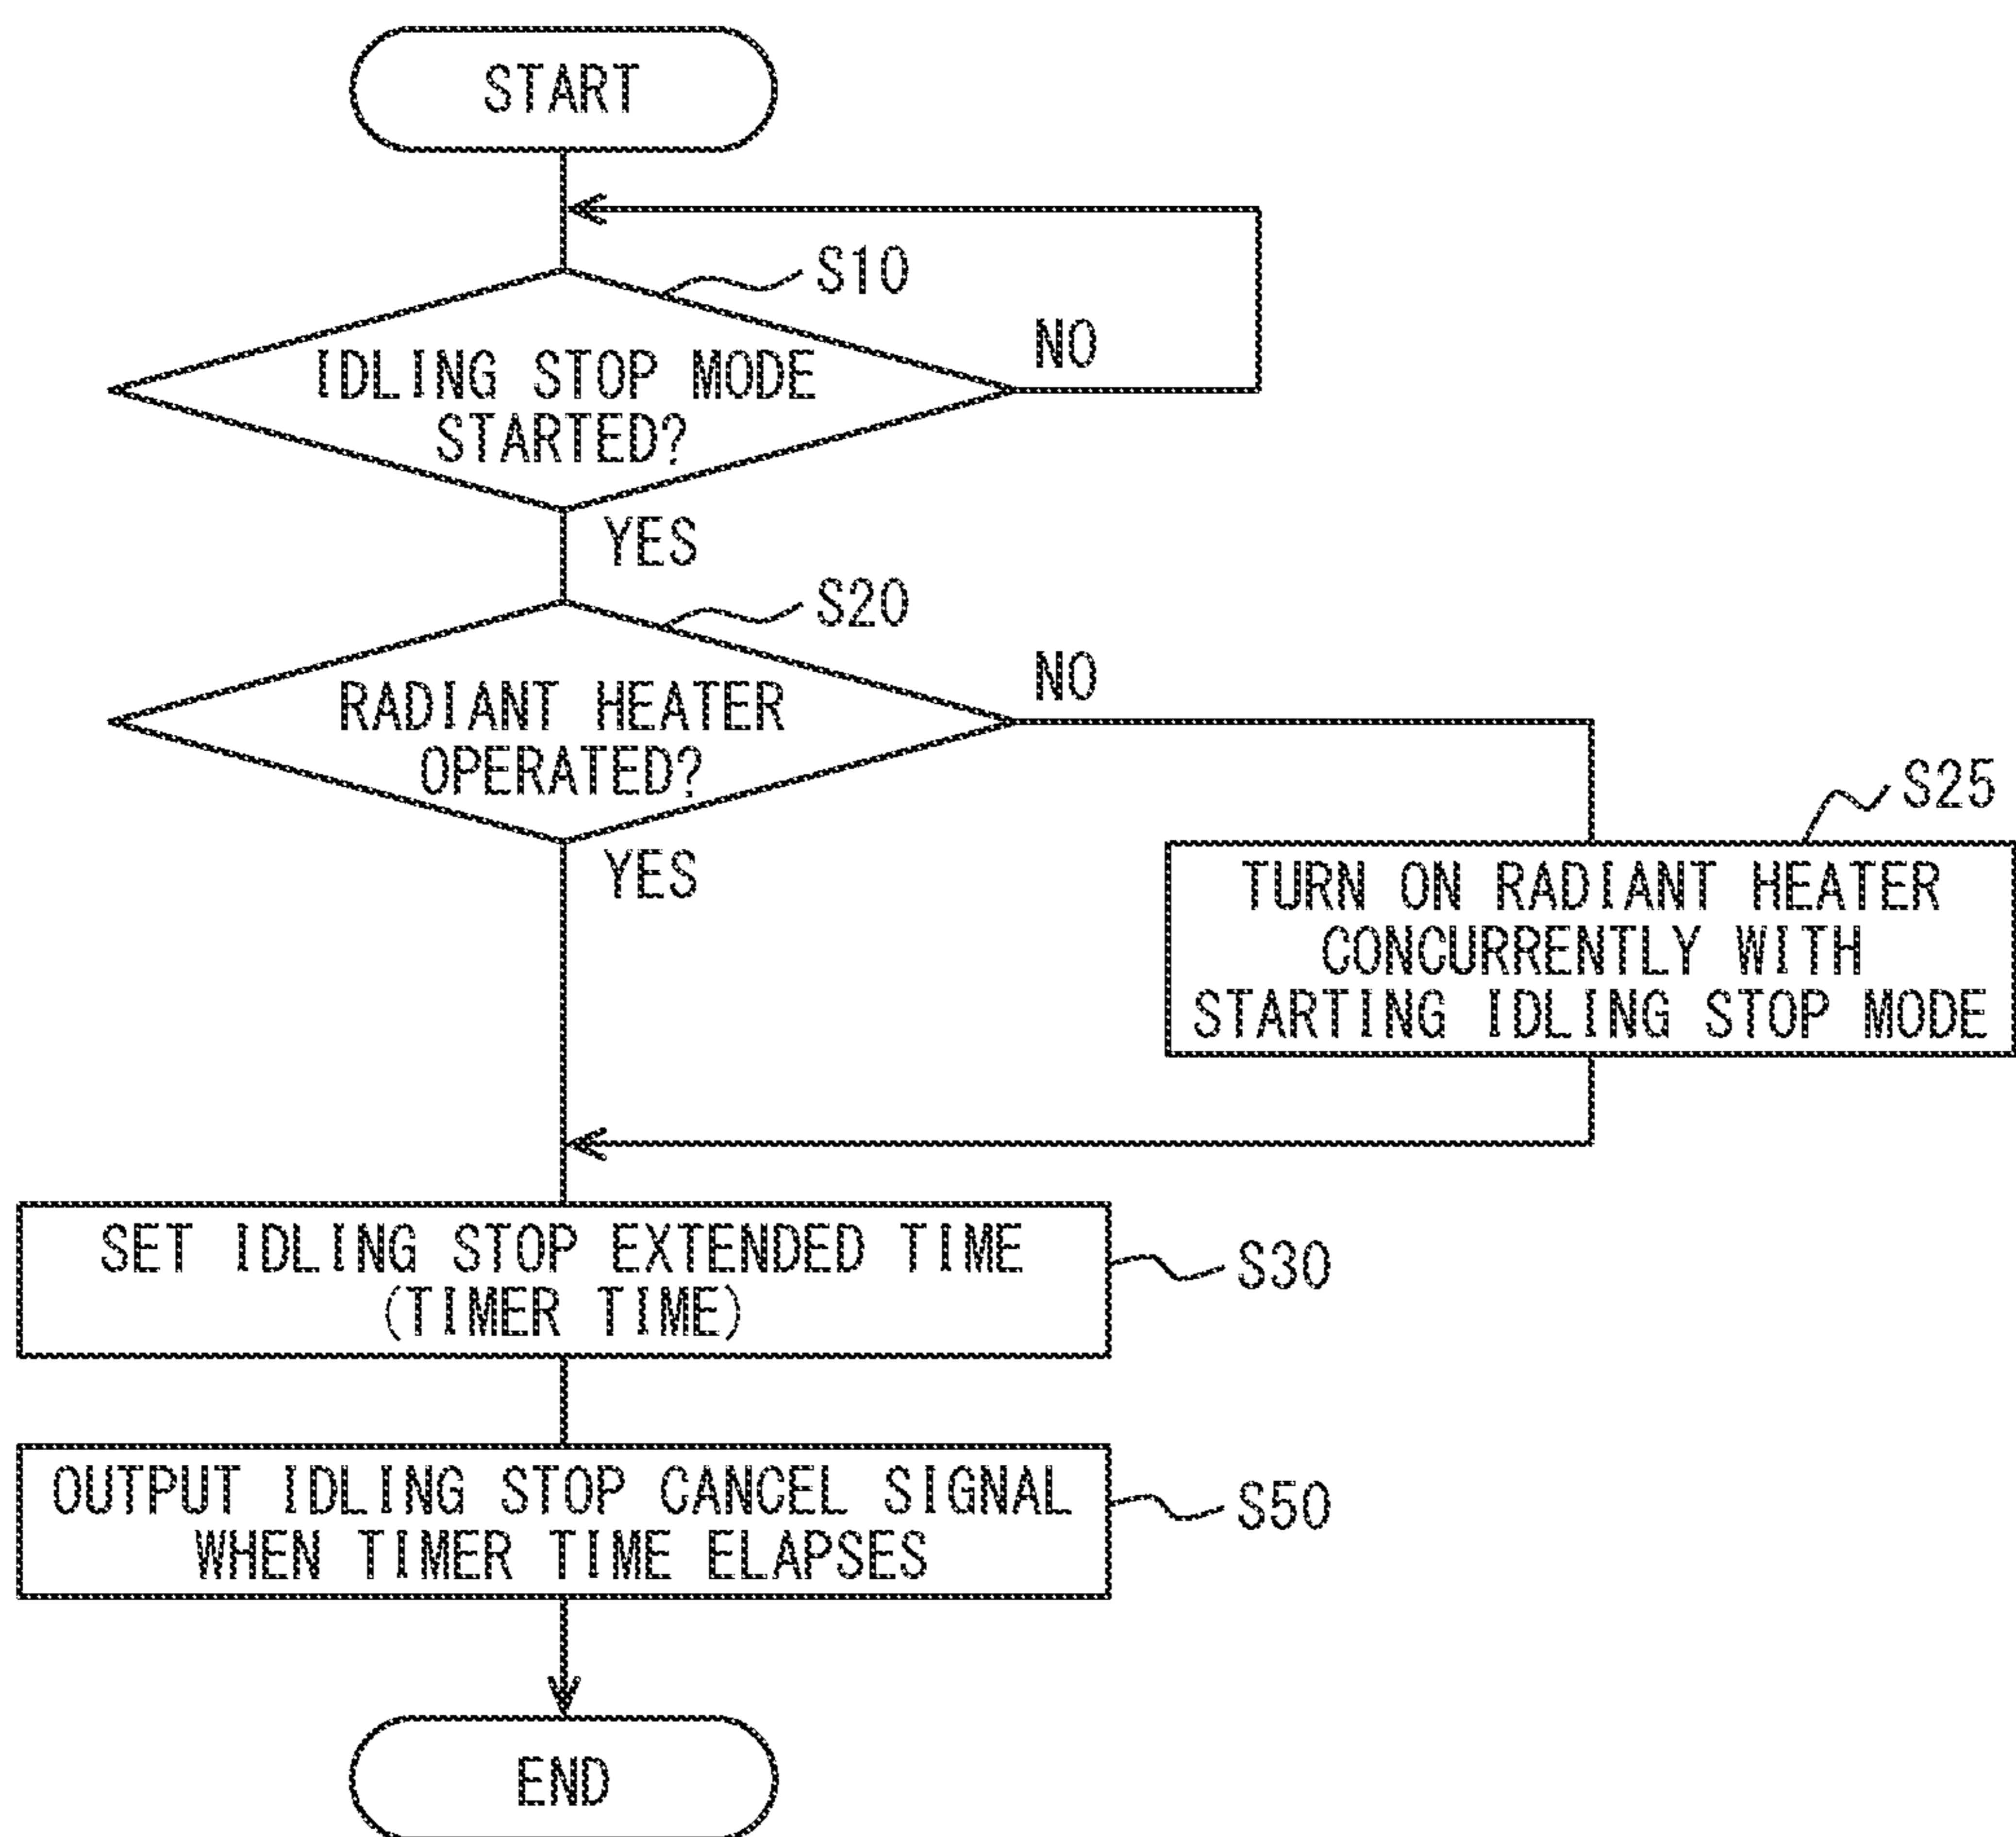 START
S10
IDLING STOP MODE
STARTED?
NO
YES
S20
RADIANT HEATER
OPERATED?
NO
YES
S25
TURN ON RADIANT HEATER
CONCURRENTLY WITH
STARTING IDLING STOP MODE
SET IDLING STOP EXTENDED TIME
(TIMER TIME)
S30
OUTPUT IDLING STOP CANCEL SIGNAL
WHEN TIMER TIME ELAPSES
S50
END